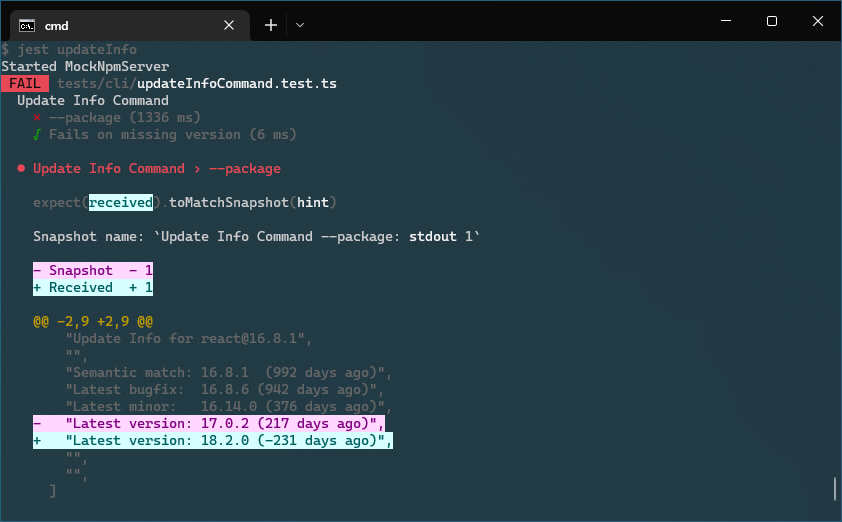 cmd
$ jest updateInfo
Started MockNpmServer
FAIL tests/cli/updateInfoCommand.test.ts
Update Info Command
× --package (1336 ms)
√ Fails on missing version (6 ms)
● Update Info Command › --package
expect(received).toMatchSnapshot(hint)
Snapshot name: `Update Info Command --package: stdout 1`
- Snapshot  - 1
+ Received  + 1
@@ -2,9 +2,9 @@
"Update Info for react@16.8.1",
"",
"Semantic match: 16.8.1  (992 days ago)",
"Latest bugfix:  16.8.6 (942 days ago)",
"Latest minor:   16.14.0 (376 days ago)",
-   "Latest version: 17.0.2 (217 days ago)",
+   "Latest version: 18.2.0 (-231 days ago)",
"",
"",
]